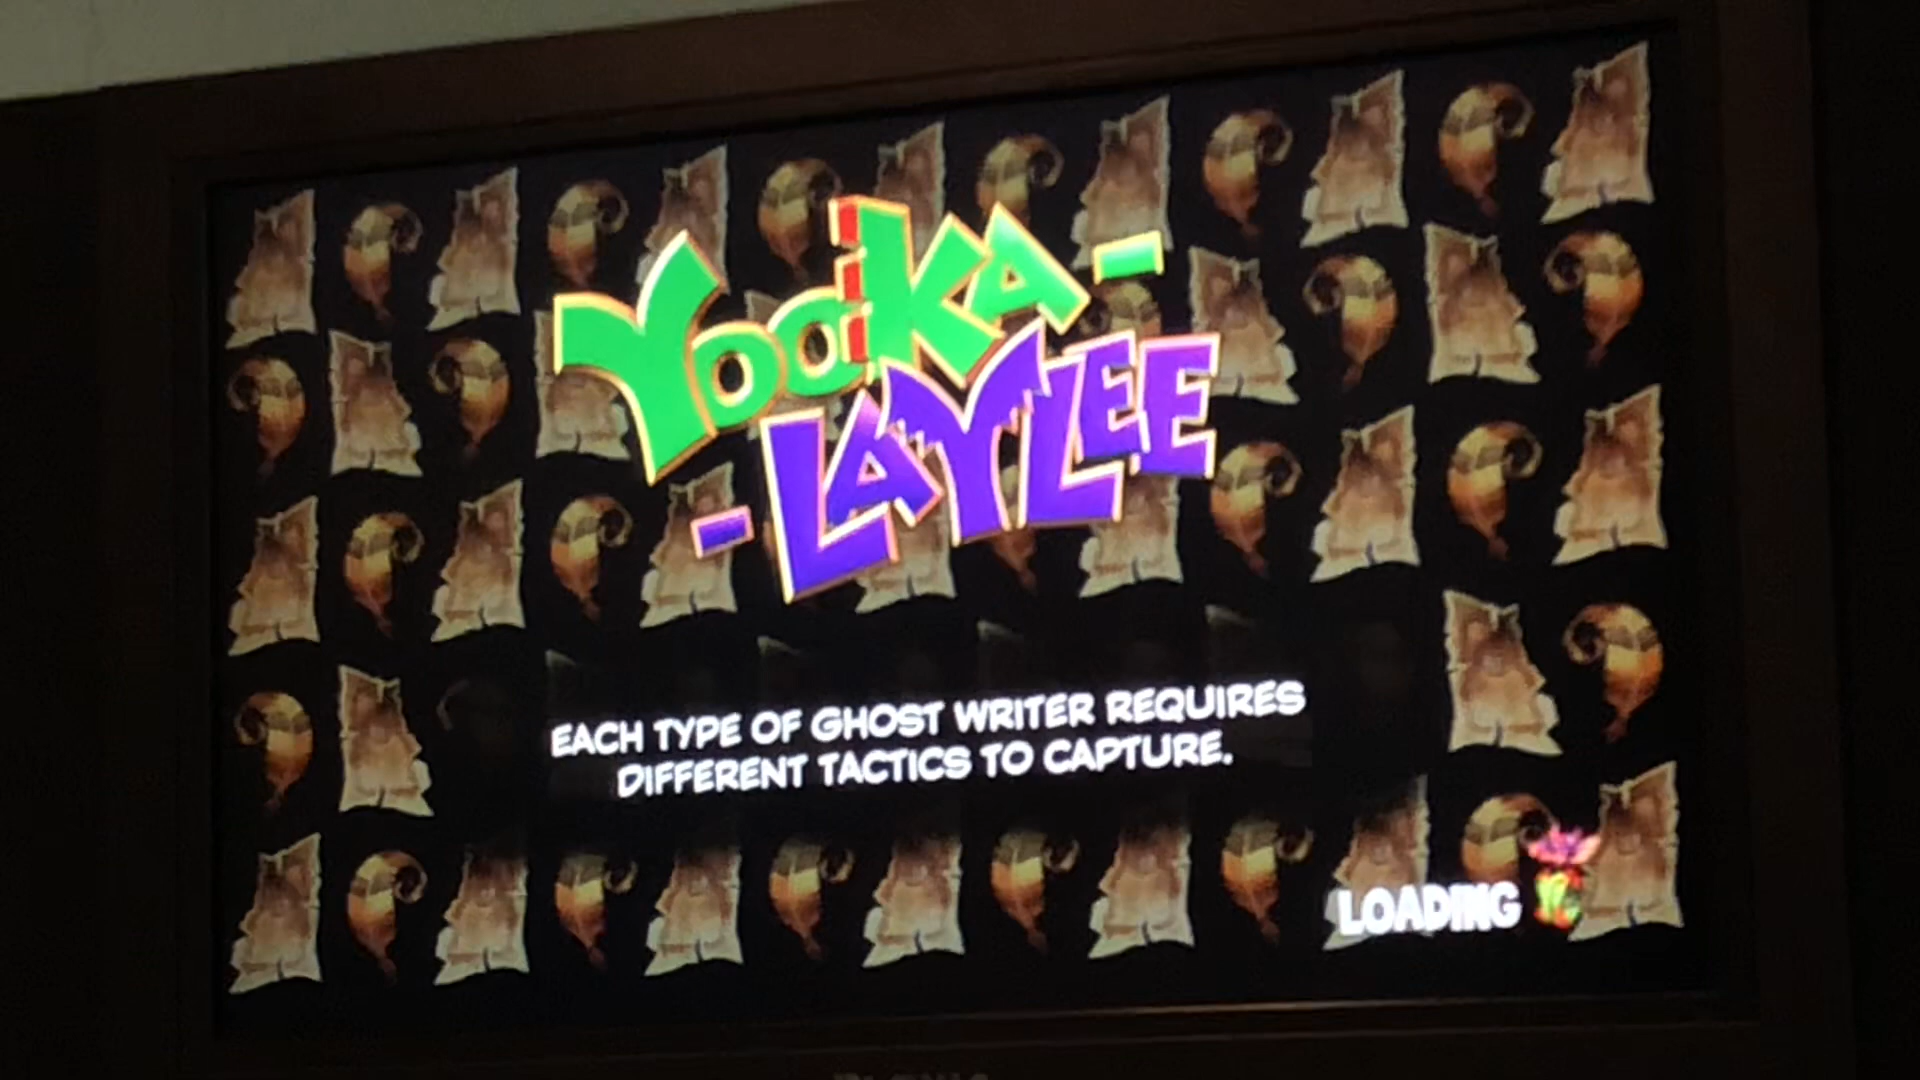 YOOKA-
-LAYLEE
EACH TYPE OF GHOST WRITER REQUIRES
DIFFERENT TACTICS TO CAPTURE.
LOADING